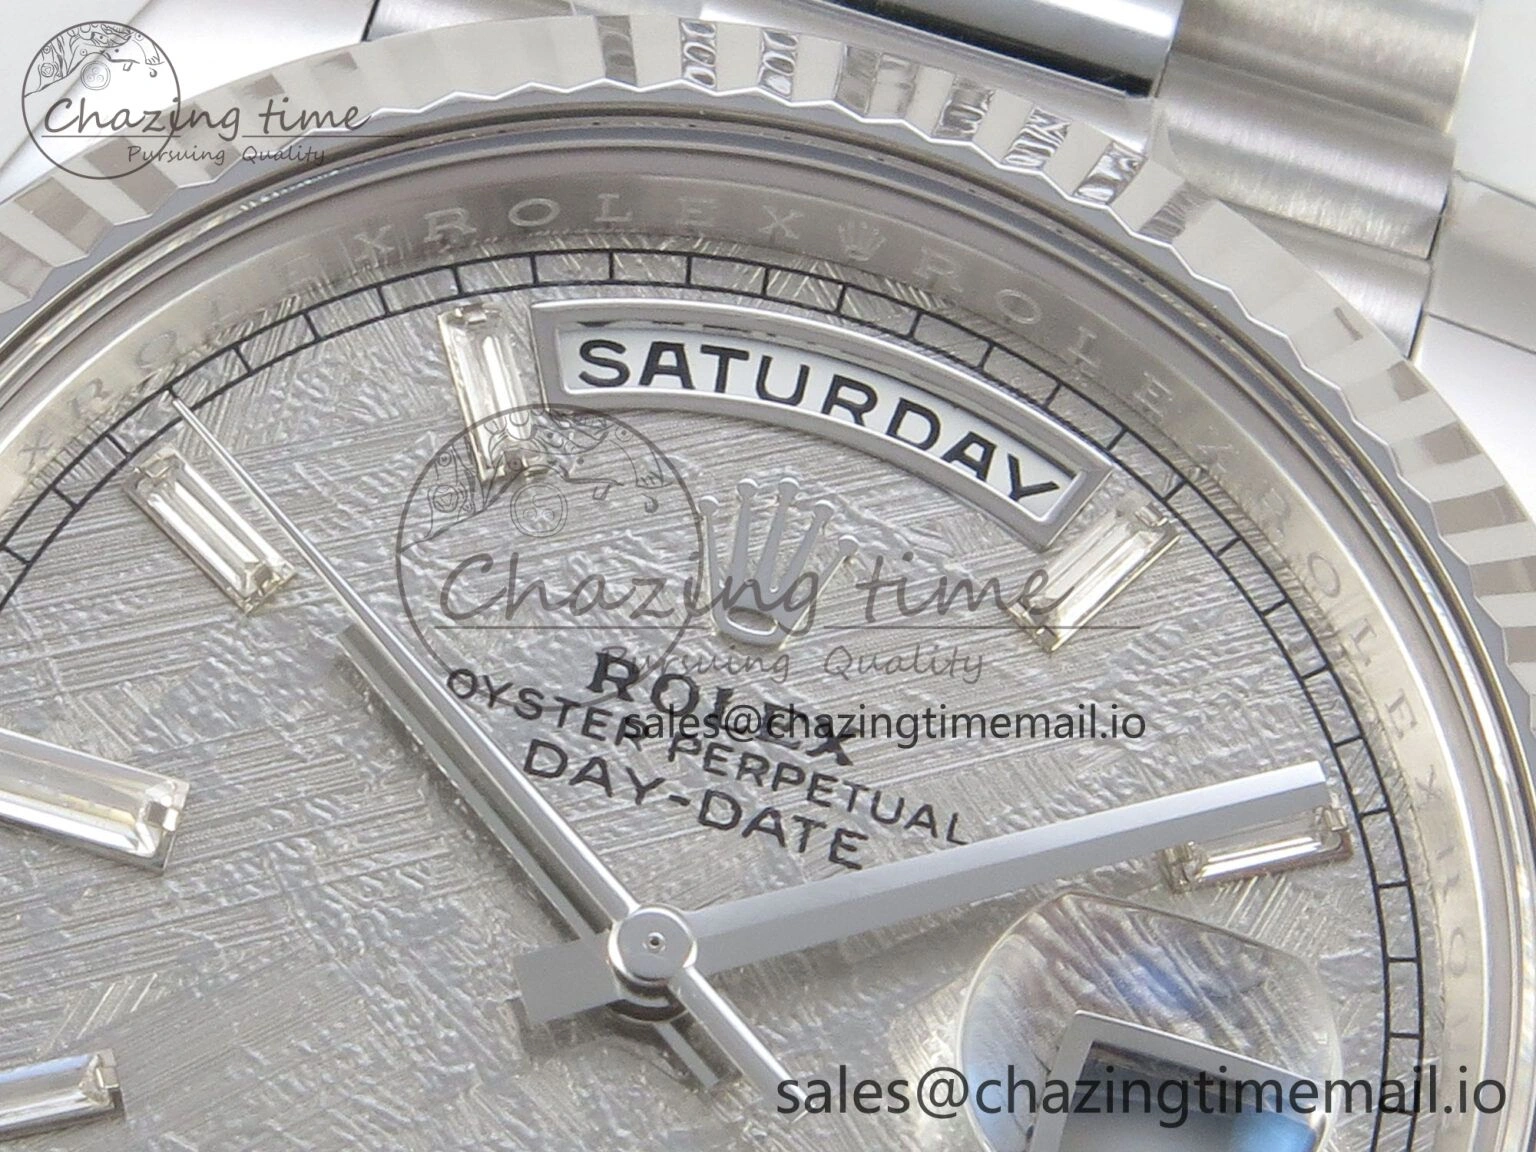 Chazing time
Pursuing Quality
ROLEX ROLEX ROLEX ROLEX ROLEX
SATURDAY
Chazing time
Pursuing Quality
ROLEX
sales@chazingtimemail.io
OYSTER PERPETUAL
DAY-DATE
sales@chazingtimemail.io